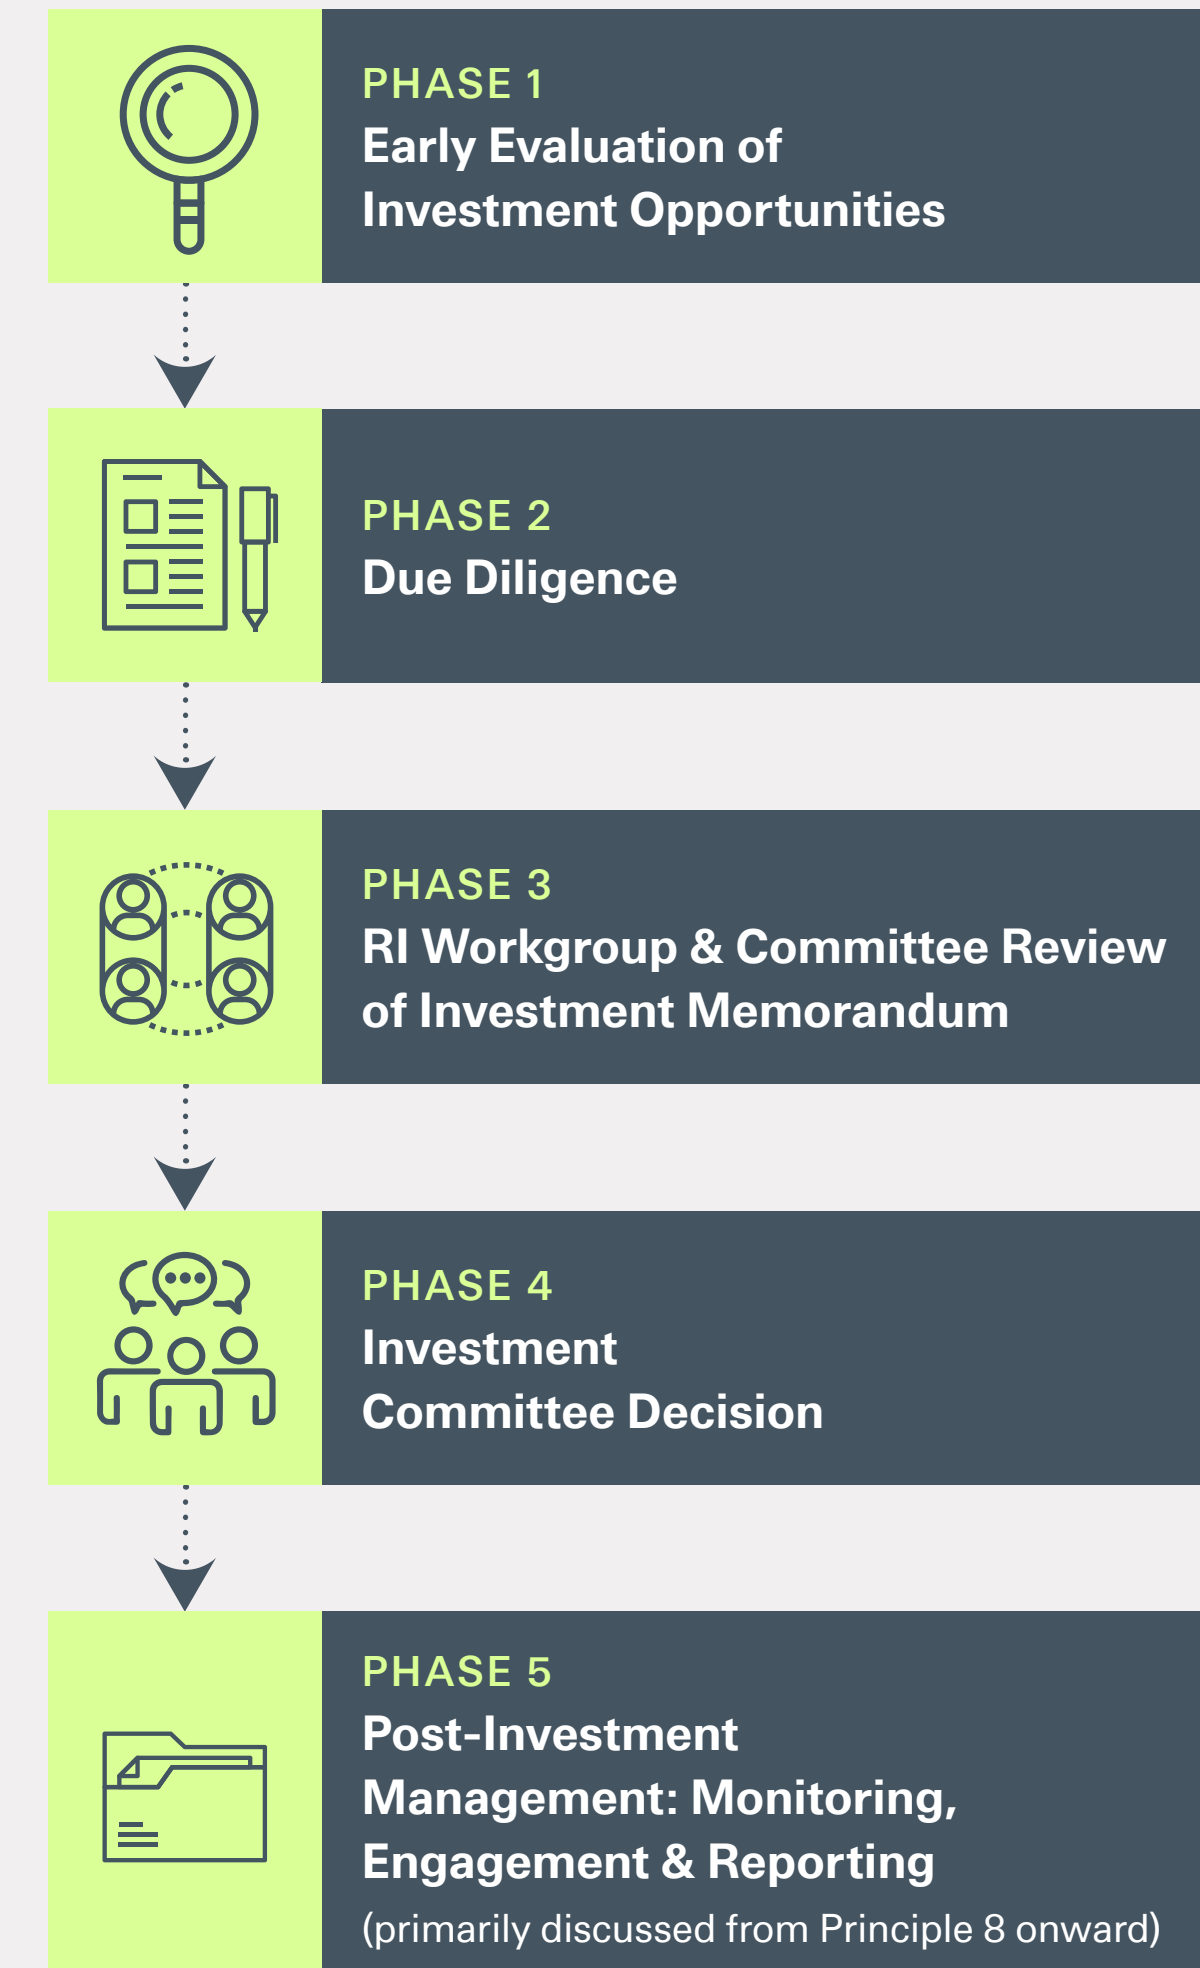 PHASE 1
Early Evaluation of
Investment Opportunities
PHASE 2
Due Diligence
PHASE 3
RI Workgroup & Committee Review
of Investment Memorandum
PHASE 4
Investment
Committee Decision
PHASE 5
Post-Investment
Management: Monitoring,
Engagement & Reporting
(primarily discussed from Principle 8 onward)